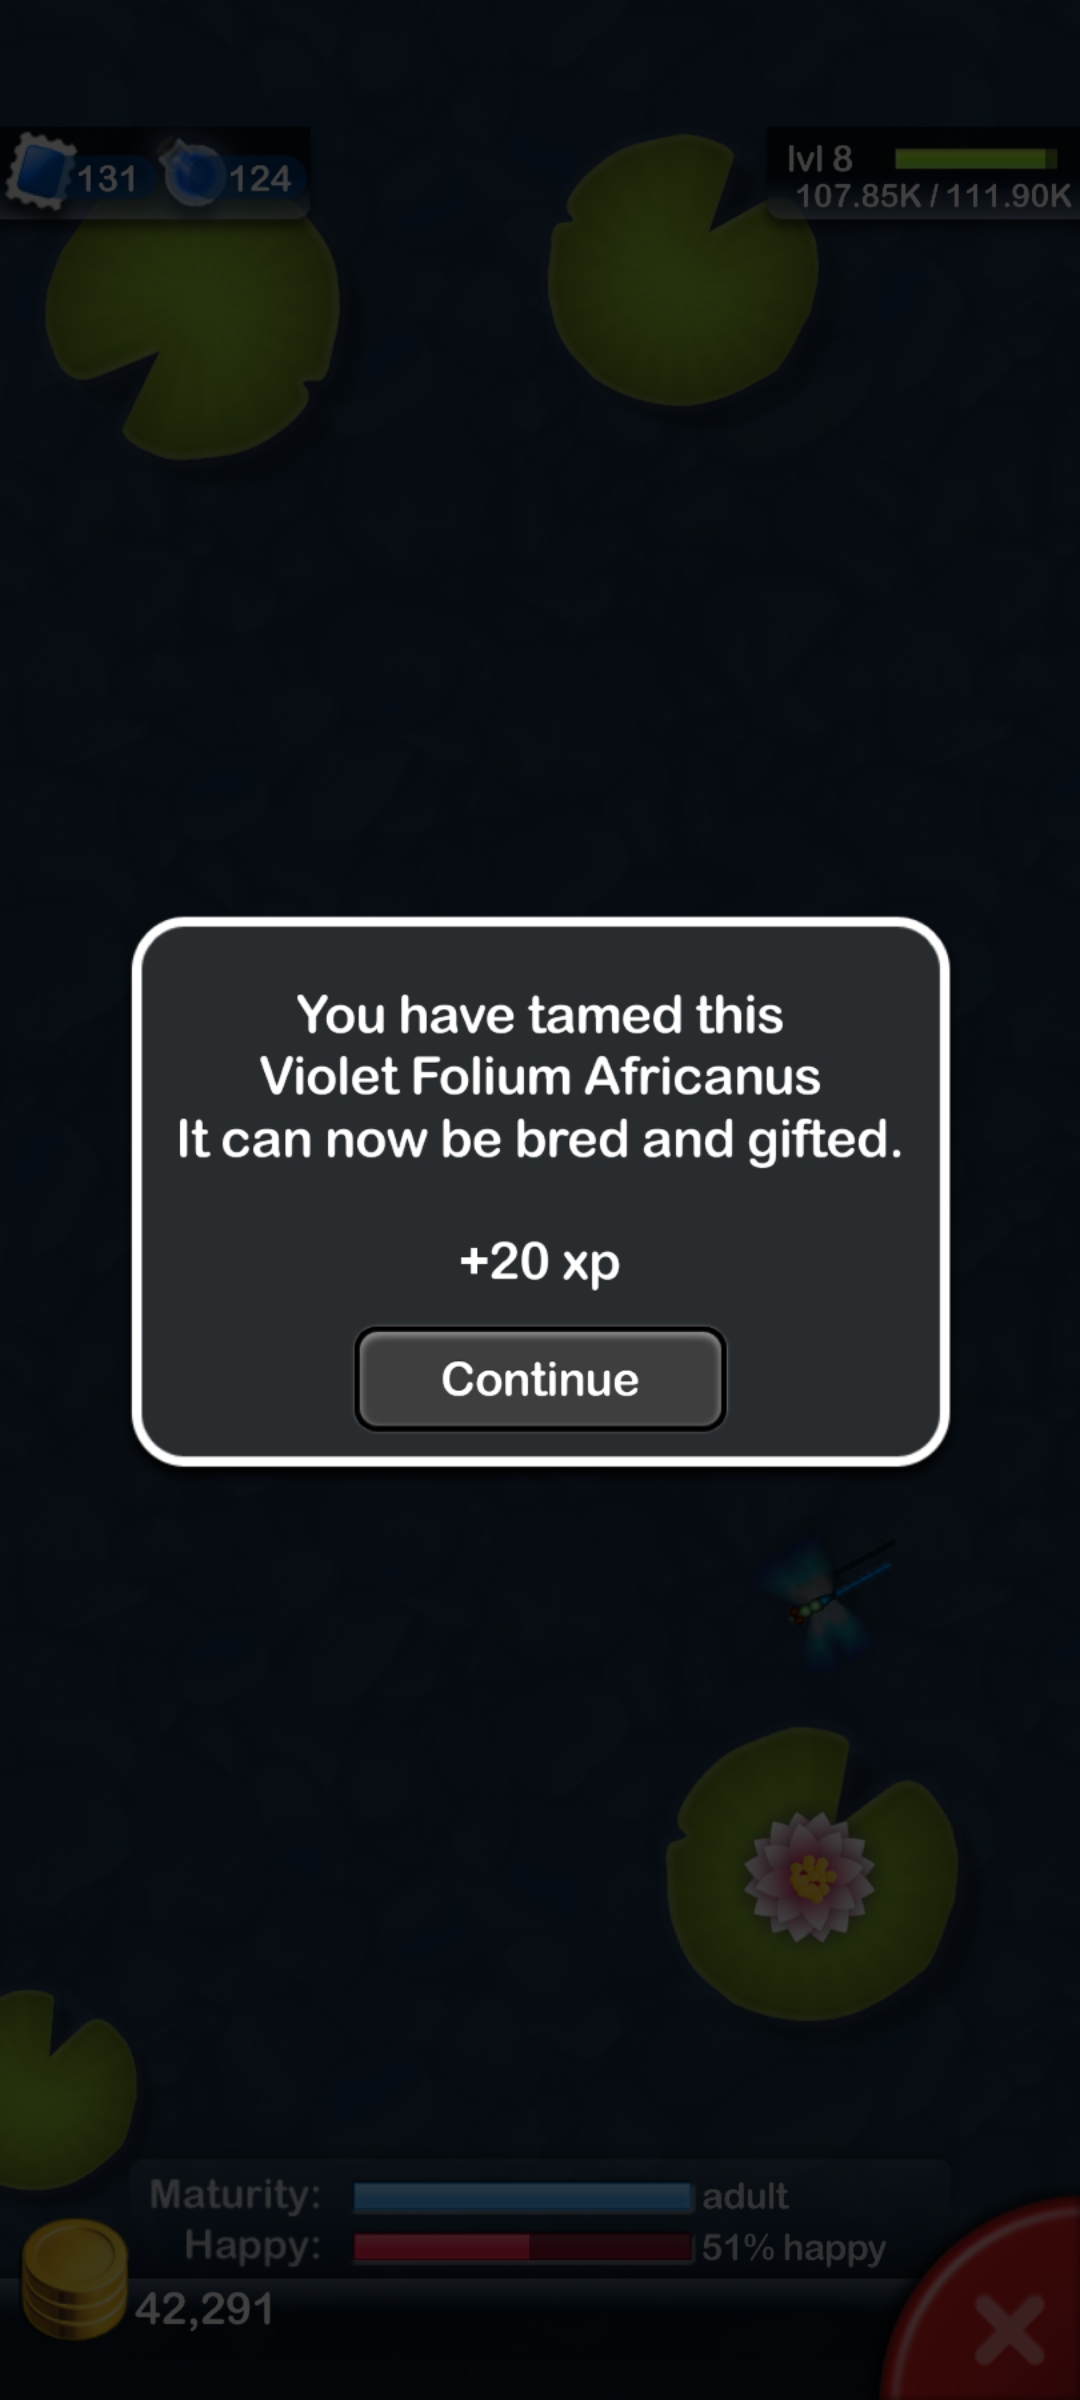 131
124
lvl 8
107.85K / 111.90K
You have tamed this
Violet Folium Africanus
It can now be bred and gifted.
+20 xp
Continue
Maturity: adult
Happy: 51% happy
42,291